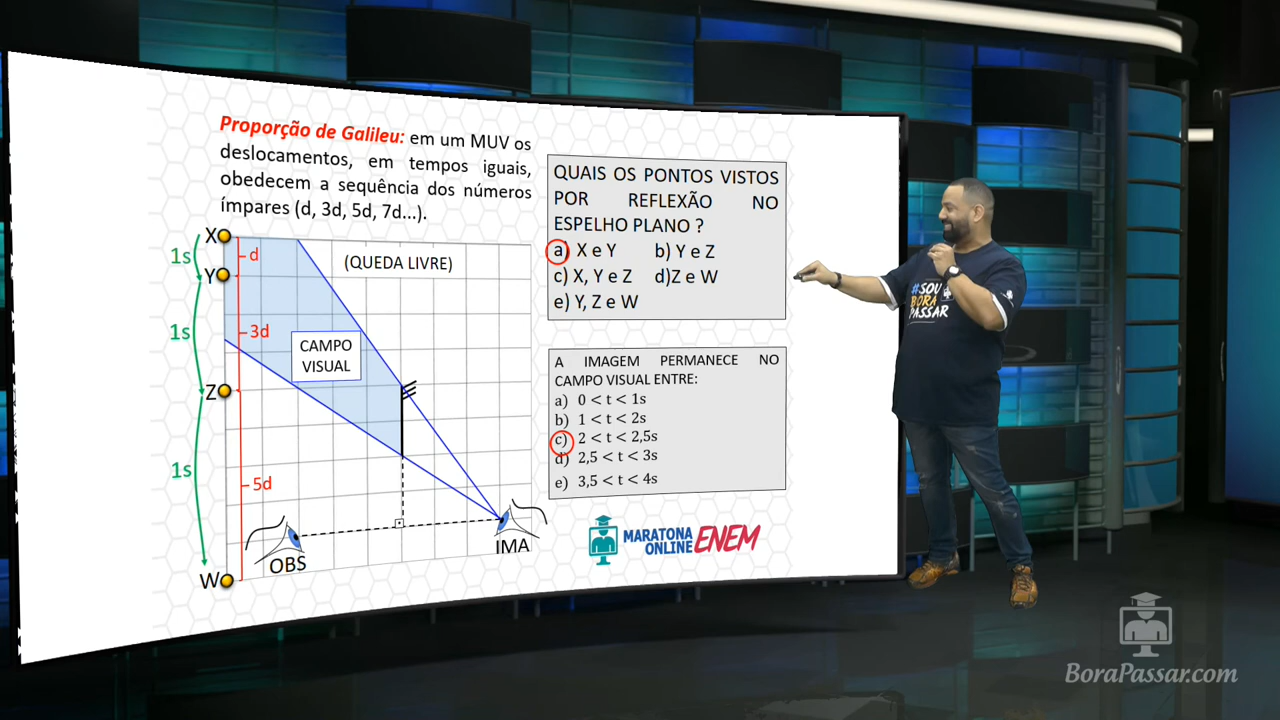 Proporção de Galileu: em um MUV os
deslocamentos, em tempos iguais,
obedecem a sequência dos números
ímpares (d, 3d, 5d, 7d...).
X
1s
d
(QUEDA LIVRE)
Y
1s
3d
CAMPO
VISUAL
Z
1s
5d
OBS
IMA
W
QUAIS OS PONTOS VISTOS
POR REFLEXÃO NO
ESPELHO PLANO ?
a) X e Y b) Y e Z
c) X, Y e Z d)Z e W
e) Y, Z e W
A IMAGEM PERMANECE NO
CAMPO VISUAL ENTRE:
a) 0 < t < 1s
b) 1 < t < 2s
c) 2 < t < 2,5s
d) 2,5 < t < 3s
e) 3,5 < t < 4s
MARATONA
ONLINE
ENEM
#SOU
BORA
PASSAR
BoraPassar.com